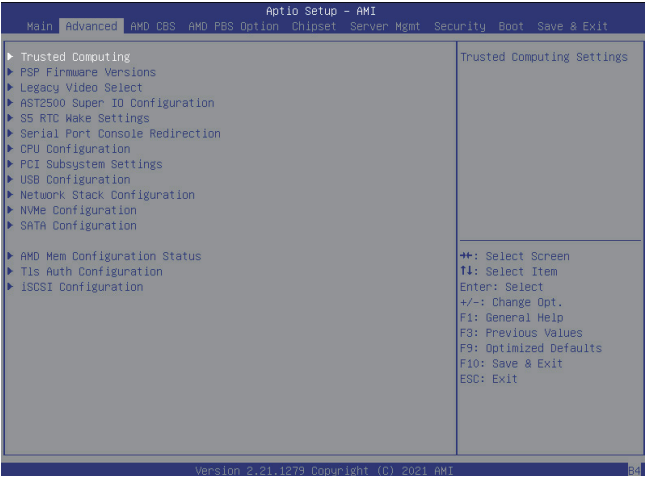 Aptio Setup – AMI
Main Advanced AMD CBS AMD PBS Option Chipset Server Mgmt Security Boot Save & Exit
Trusted Computing
PSP Firmware Versions
Legacy Video Select
AST2500 Super IO Configuration
S5 RTC Wake Settings
Serial Port Console Redirection
CPU Configuration
PCI Subsystem Settings
USB Configuration
Network Stack Configuration
NVMe Configuration
SATA Configuration
AMD Mem Configuration Status
Tls Auth Configuration
iSCSI Configuration
Trusted Computing Settings
→←: Select Screen
↑↓: Select Item
Enter: Select
+/-: Change Opt.
F1: General Help
F3: Previous Values
F9: Optimized Defaults
F10: Save & Exit
ESC: Exit
Version 2.21.1279 Copyright (C) 2021 AMI
B4